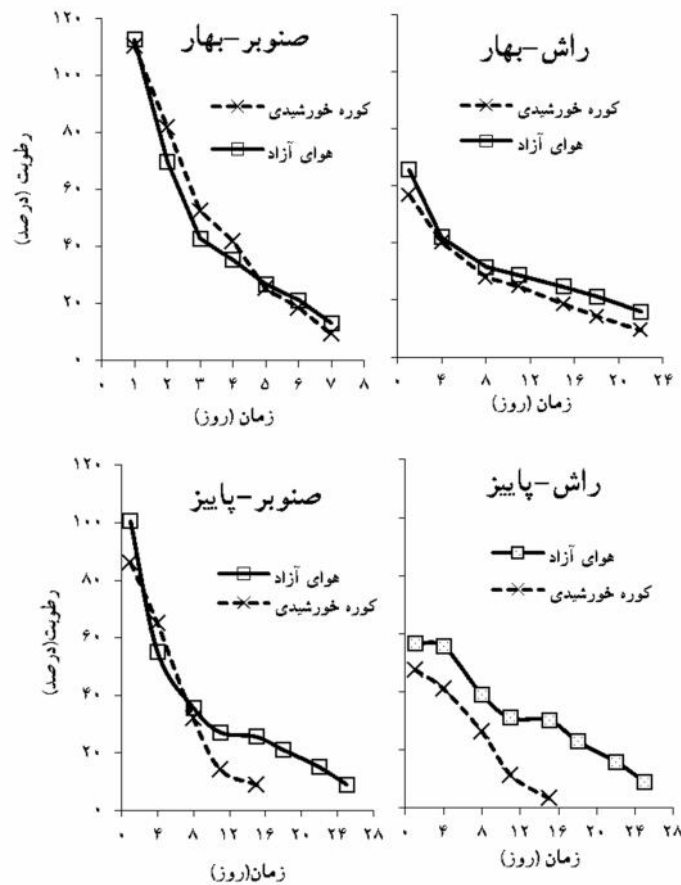 صنوبر-بهار
کوره خورشیدی
هوای آزاد
رطوبت (درصد)
۱۲۰
۱۰۰
۸۰
۶۰
۴۰
۲۰
۰
۰ ۱ ۲ ۳ ۴ ۵ ۶ ۷ ۸
زمان (روز)
راش-بهار
کوره خورشیدی
هوای آزاد
۰ ۴ ۸ ۱۲ ۱۶ ۲۰ ۲۴
زمان (روز)
صنوبر-پاییز
هوای آزاد
کوره خورشیدی
رطوبت(درصد)
۱۲۰
۱۰۰
۸۰
۶۰
۴۰
۲۰
۰
۰ ۴ ۸ ۱۲ ۱۶ ۲۰ ۲۴ ۲۸
زمان(روز)
راش-پاییز
هوای آزاد
کوره خورشیدی
۰ ۴ ۸ ۱۲ ۱۶ ۲۰ ۲۴ ۲۸
زمان (روز)